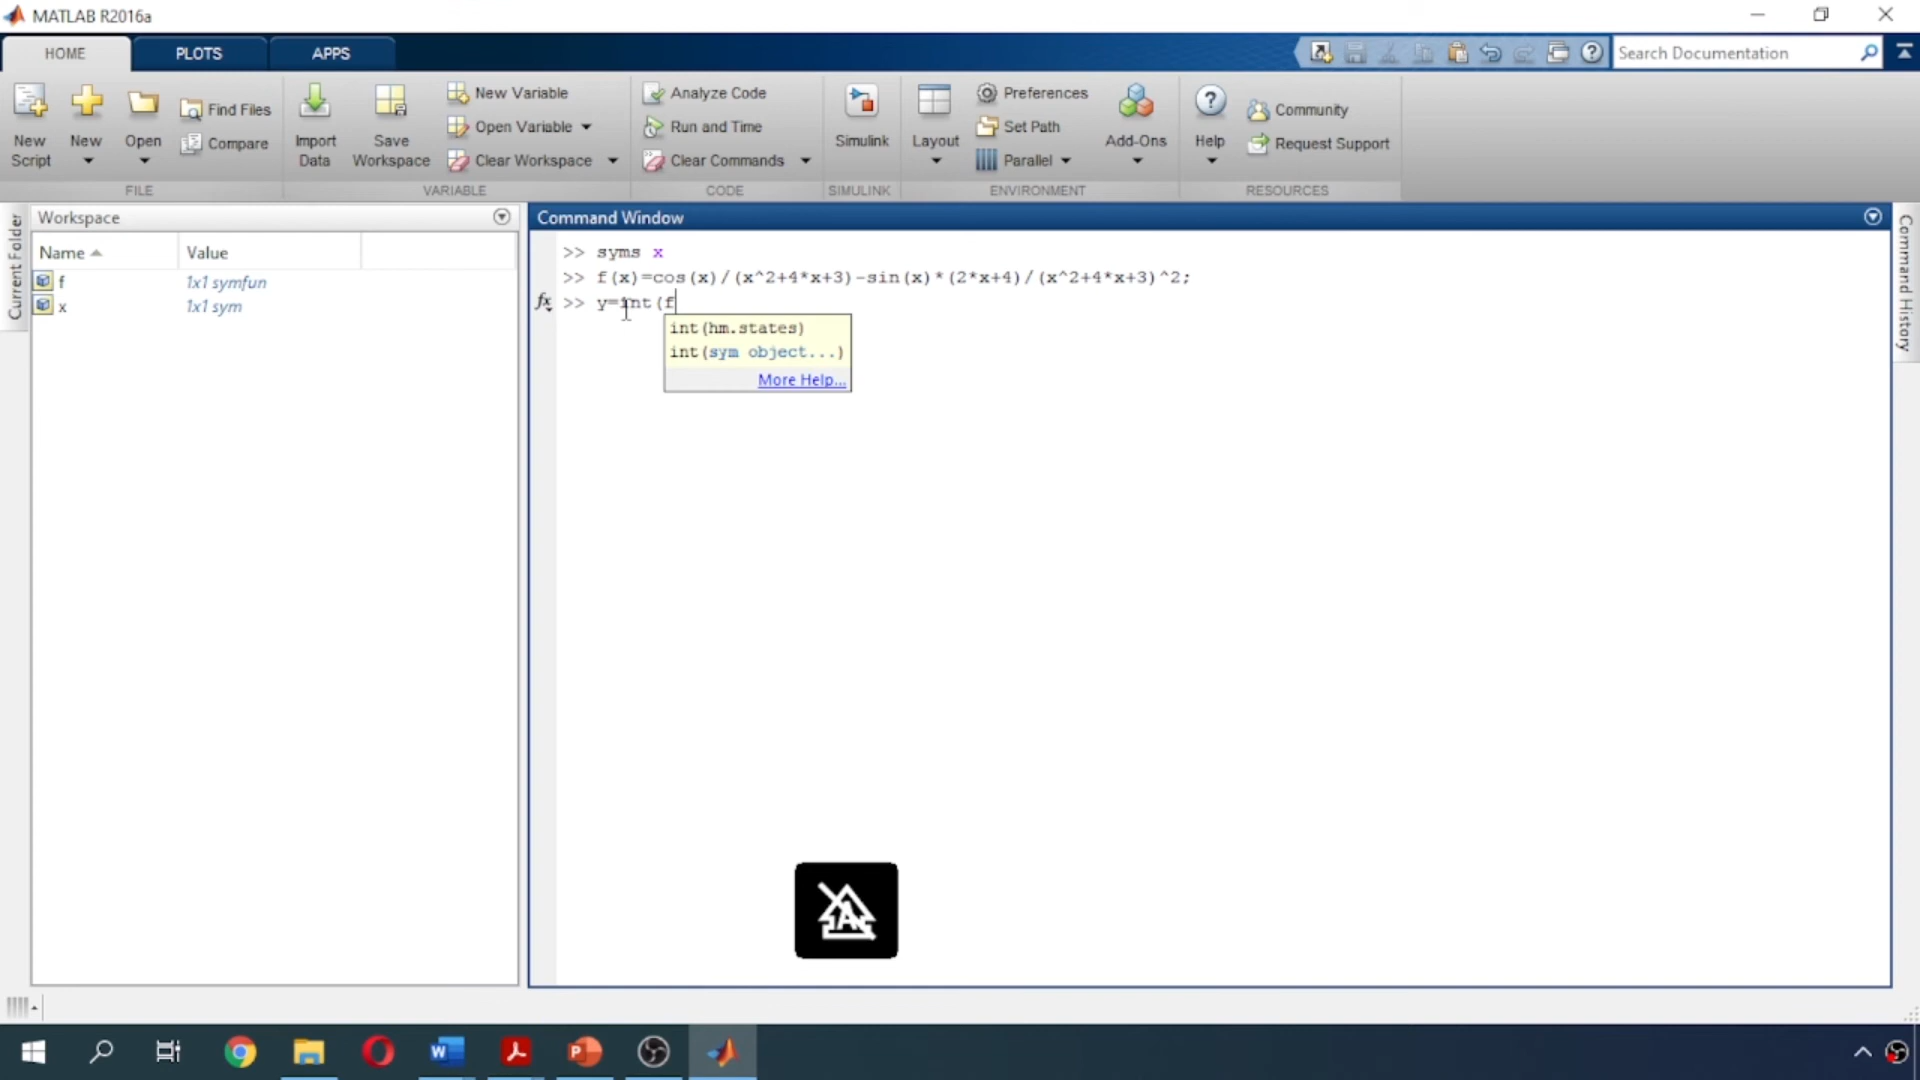 MATLAB R2016a
HOME
PLOTS
APPS
Search Documentation
New Script
New
Open
Find Files
Compare
FILE
Import Data
Save Workspace
New Variable
Open Variable
Clear Workspace
VARIABLE
Analyze Code
Run and Time
Clear Commands
CODE
Simulink
SIMULINK
Layout
Preferences
Set Path
Parallel
Add-Ons
ENVIRONMENT
Help
Community
Request Support
RESOURCES
Current Folder
Workspace
Name
Value
f
1x1 symfun
x
1x1 sym
Command Window
>> syms x
>> f(x)=cos(x)/(x^2+4*x+3)-sin(x)*(2*x+4)/(x^2+4*x+3)^2;
fx >> y=int(f
int(hm.states)
int(sym object...)
More Help...
Command History
A